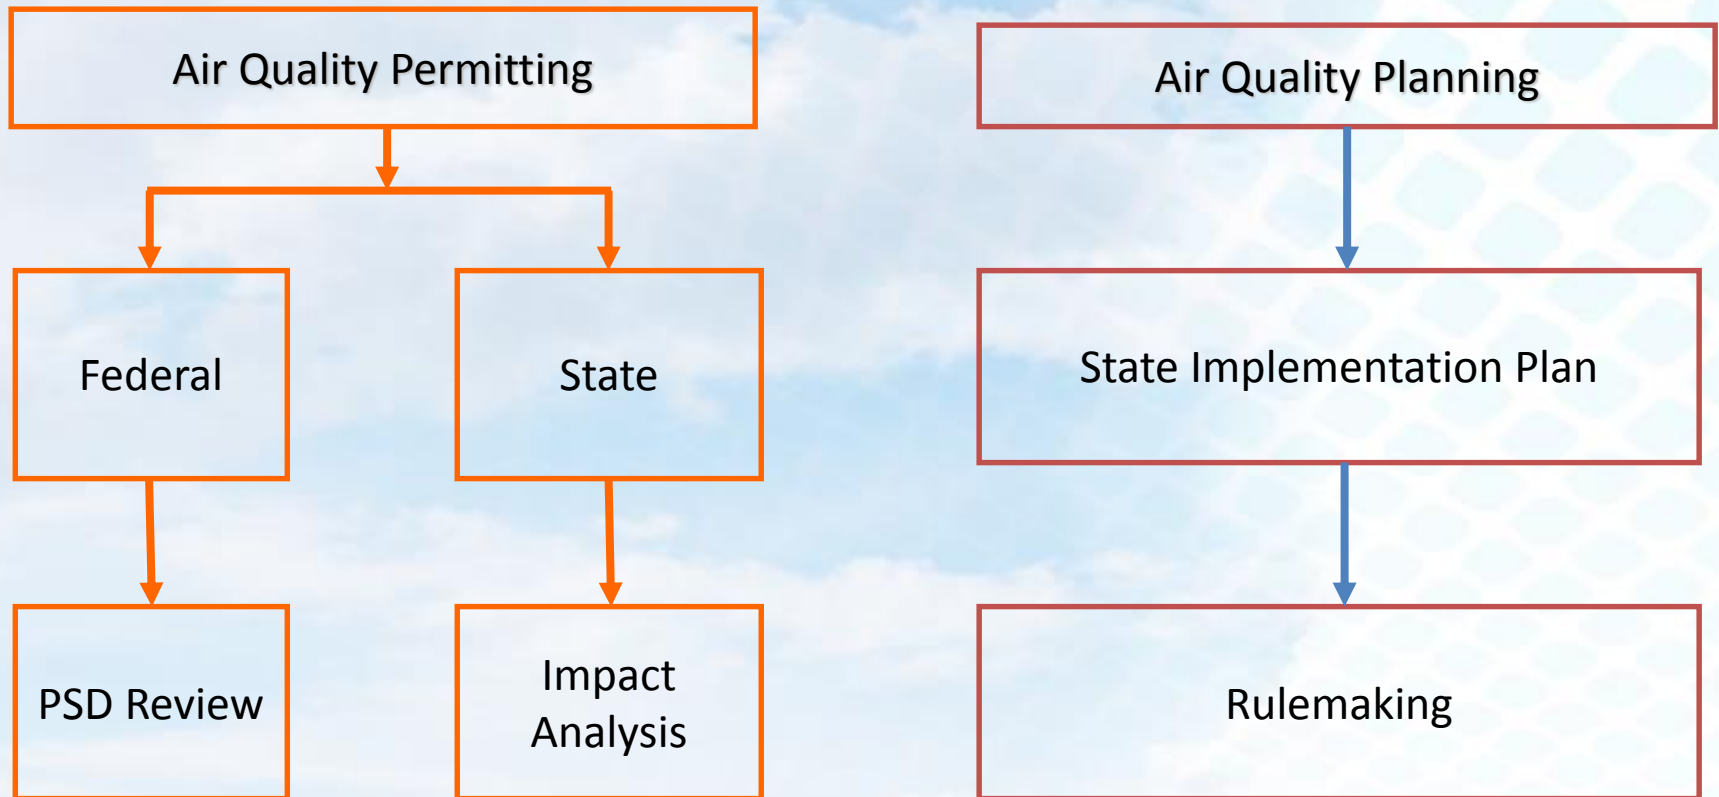 Air Quality Permitting
Air Quality Planning
Federal
State
State Implementation Plan
PSD Review
Impact
Analysis
Rulemaking